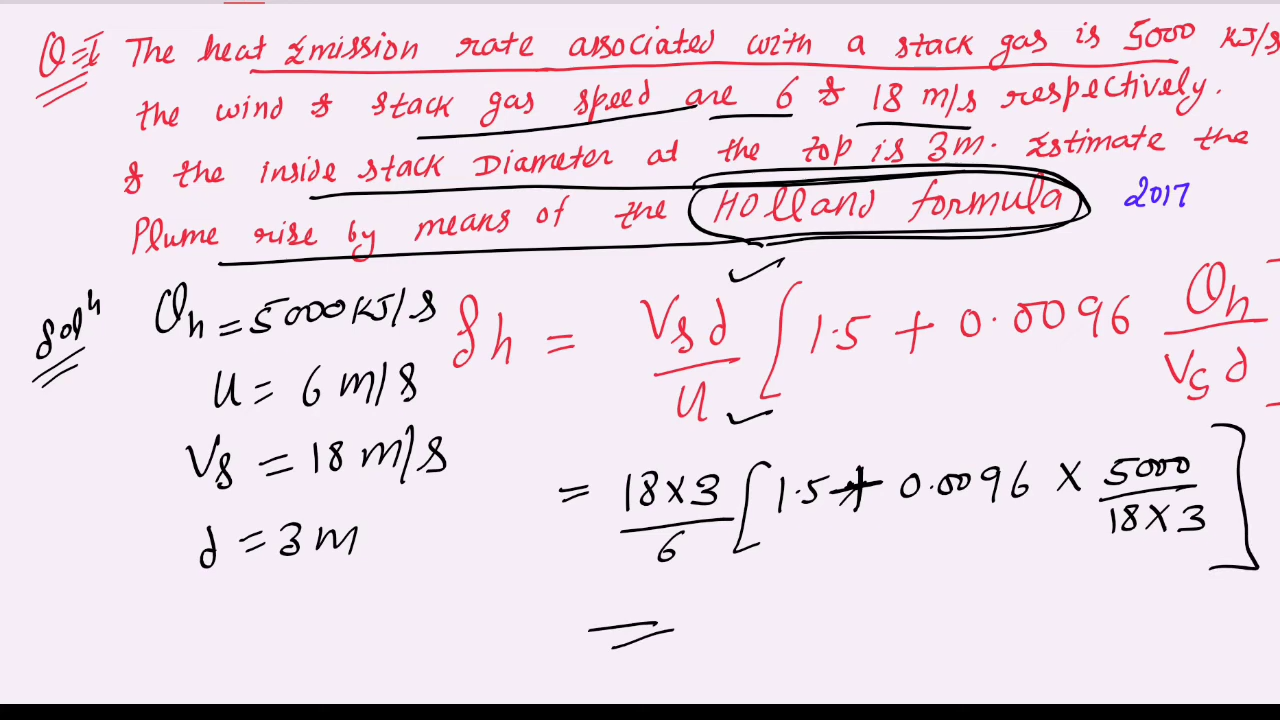 Q=1 The heat Emission rate associated with a stack gas is 5000 KJ/s
the wind & stack gas speed are 6 & 18 m/s respectively.
& the inside stack Diameter at the top is 3m. Estimate the
Plume rise by means of the Holland formula 2017
Solⁿ Qh = 5000 KJ/s
δh = Vs d / u [ 1.5 + 0.0096 Qh / Vs d ]
u = 6 m/s
Vs = 18 m/s
= 18 × 3 / 6 [ 1.5 + 0.0096 × 5000 / 18 × 3 ]
d = 3 m
=